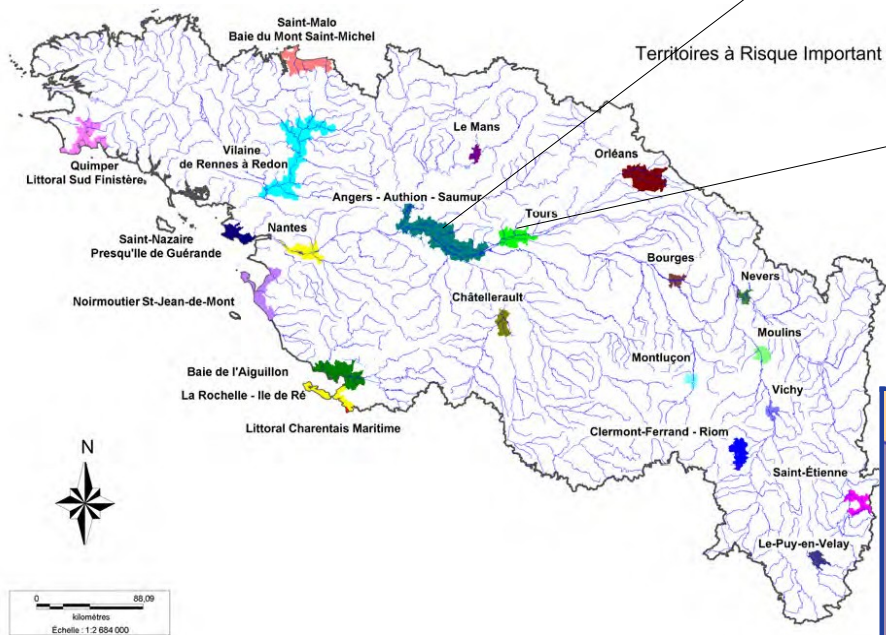 Saint-Malo
Baie du Mont Saint-Michel
Territoires à Risque Important
Le Mans
Orléans
Vilaine
de Rennes à Redon
Quimper
Littoral Sud Finistère
Angers - Authion - Saumur
Tours
Saint-Nazaire
Presqu'Ile de Guérande
Nantes
Bourges
Nevers
Noirmoutier St-Jean-de-Mont
Châtellerault
Moulins
Montluçon
Baie de l'Aiguillon
La Rochelle - Ile de Ré
Vichy
Littoral Charentais Maritime
Clermont-Ferrand - Riom
N
Saint-Étienne
Le-Puy-en-Velay
0 88,09
kilomètres
Échelle : 1:2 684 000